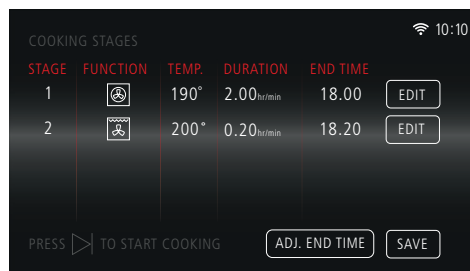 10:10
COOKING STAGES
STAGE FUNCTION TEMP. DURATION END TIME
1 190° 2.00hr/min 18.00 EDIT
2 200° 0.20hr/min 18.20 EDIT
PRESS TO START COOKING ADJ. END TIME SAVE